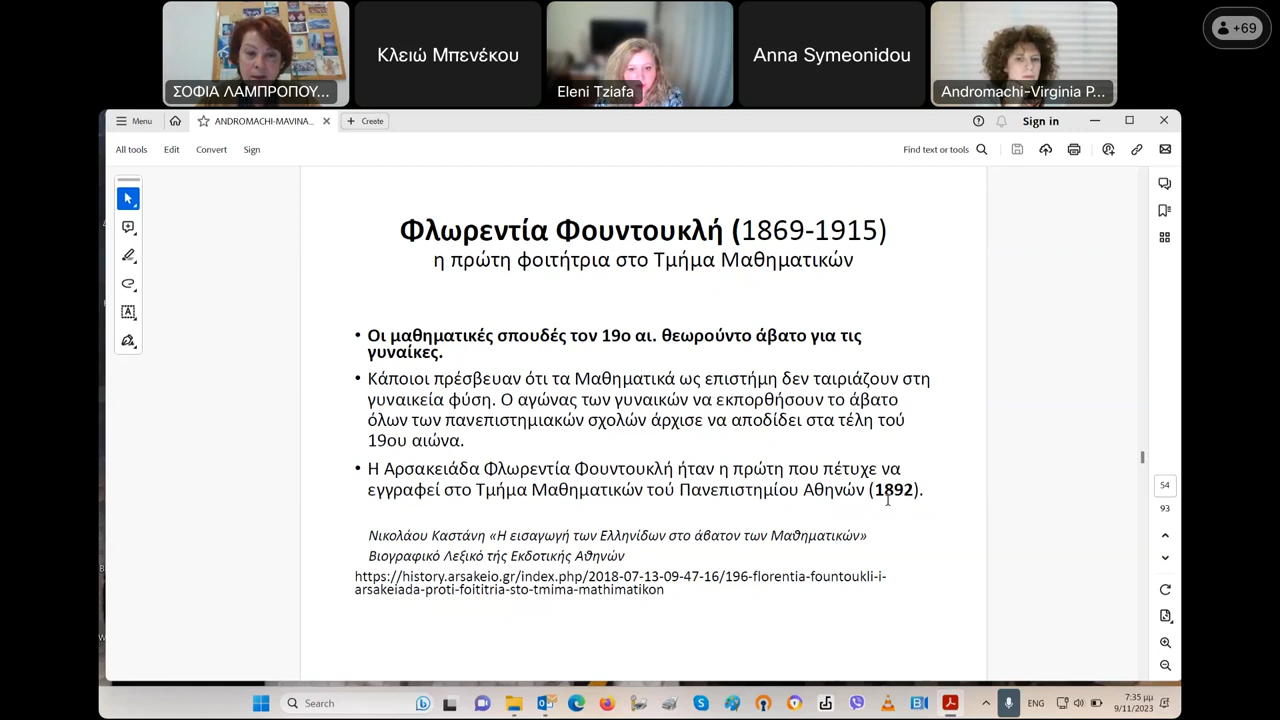 +69
ΣΟΦΙΑ ΛΑΜΠΡΟΠΟΥ...
Κλειώ Μπενέκου
Eleni Tziafa
Anna Symeonidou
Andromachi-Virginia P...
Menu
ANDROMACHI-MAVINA...
Create
Sign in
All tools
Edit
Convert
Sign
Find text or tools
Φλωρεντία Φουντουκλή (1869-1915)
η πρώτη φοιτήτρια στο Τμήμα Μαθηματικών
• Οι μαθηματικές σπουδές τον 19ο αι. θεωρούντο άβατο για τις
γυναίκες.
• Κάποιοι πρέσβευαν ότι τα Μαθηματικά ως επιστήμη δεν ταιριάζουν στη
γυναικεία φύση. Ο αγώνας των γυναικών να εκπορθήσουν το άβατο
όλων των πανεπιστημιακών σχολών άρχισε να αποδίδει στα τέλη τού
19ου αιώνα.
• Η Αρσακειάδα Φλωρεντία Φουντουκλή ήταν η πρώτη που πέτυχε να
εγγραφεί στο Τμήμα Μαθηματικών τού Πανεπιστημίου Αθηνών (1892).
Νικολάου Καστάνη «Η εισαγωγή των Ελληνίδων στο άβατον των Μαθηματικών»
Βιογραφικό Λεξικό τής Εκδοτικής Αθηνών
https://history.arsakeio.gr/index.php/2018-07-13-09-47-16/196-florentia-fountoukli-i-
arsakeiada-proti-foititria-sto-tmima-mathimatikon
54
93
Search
ENG
7:35 μμ
9/11/2023